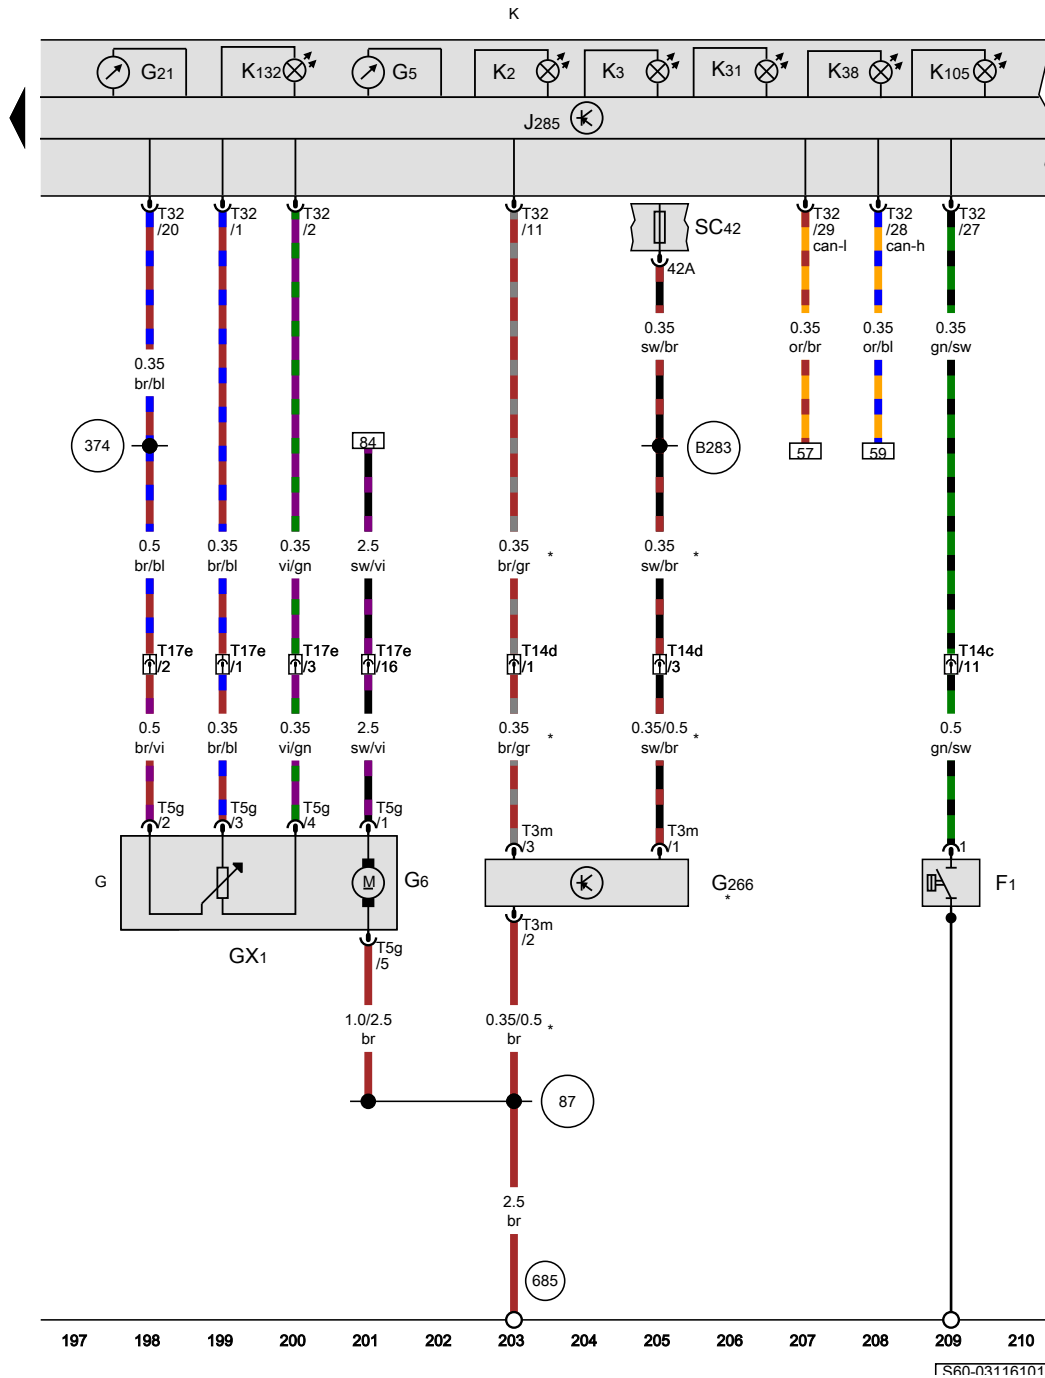 K
G21 K132 G5 K2 K3 K31 K38 K105
J285
T32 T32 T32 T32 T32 T32 T32
/20 /1 /2 /11 /29 /28 /27
can-l can-h
SC42
42A
0.35 0.35 0.35 0.35
sw/br or/br or/bl gn/sw
0.35
br/bl
374 84 B283 57 59
0.5 0.35 0.35 2.5 0.35 * 0.35 *
br/bl br/bl vi/gn sw/vi br/gr sw/br
T17e T17e T17e T17e T14d T14d T14c
/2 /1 /3 /16 /1 /3 /11
0.5 0.35 0.35 2.5 0.35 * 0.35/0.5 * 0.5
br/vi br/bl vi/gn sw/vi br/gr sw/br gn/sw
T5g T5g T5g T5g
/2 /3 /4 /1
T3m T3m
/3 /1 1
G M G6 G266 F1
*
T3m
/2
GX1 T5g
/5
1.0/2.5 0.35/0.5 *
br br
87
2.5
br
685
197 198 199 200 201 202 203 204 205 206 207 208 209 210
S60-03116101